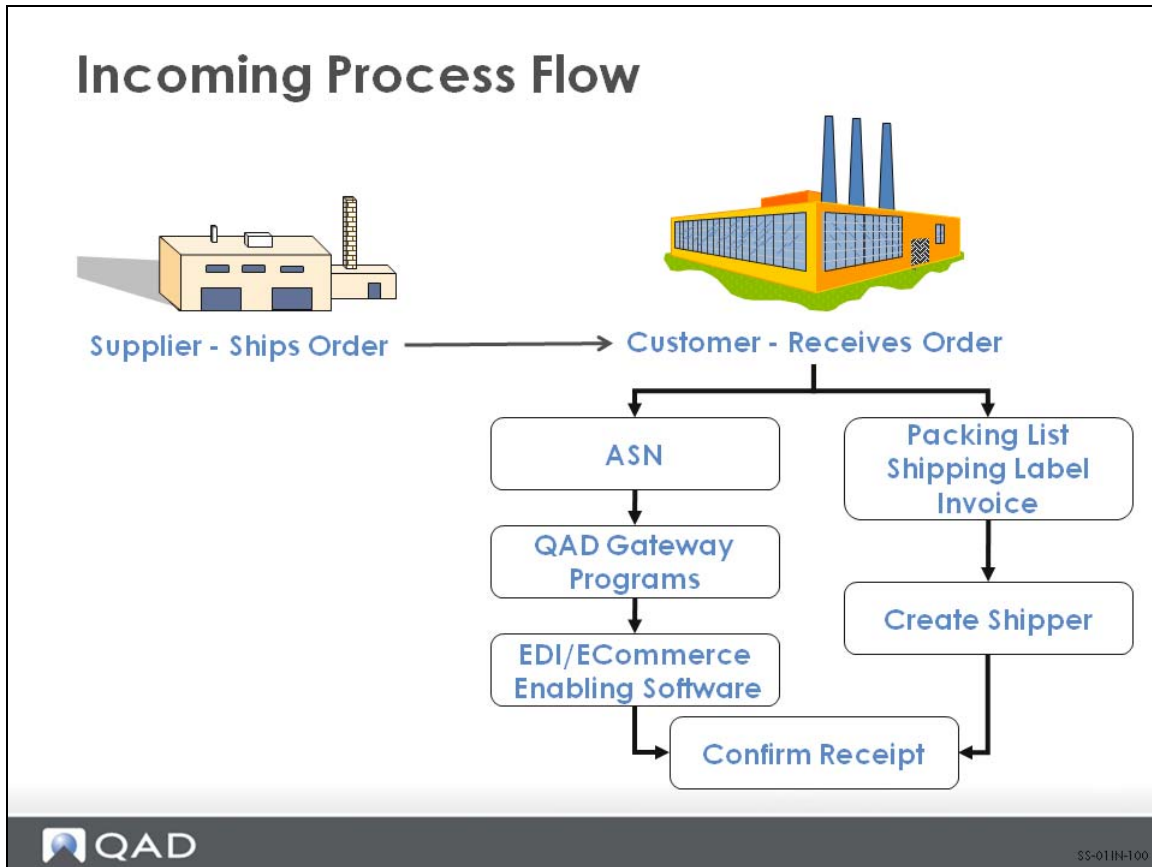 Incoming Process Flow
Supplier - Ships Order
Customer - Receives Order
ASN
QAD Gateway
Programs
EDI/ECommerce
Enabling Software
Packing List
Shipping Label
Invoice
Create Shipper
Confirm Receipt
QAD
SS-01IN-100